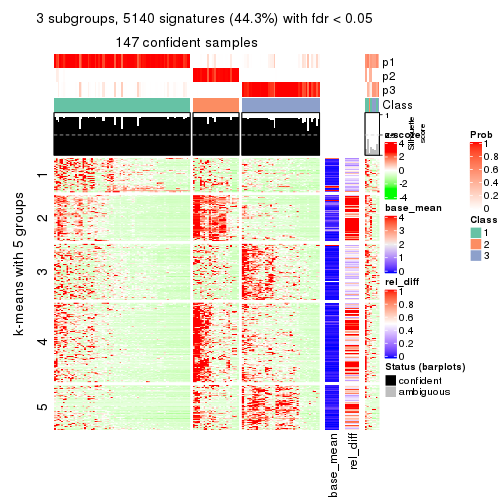 3 subgroups, 5140 signatures (44.3%) with fdr < 0.05
147 confident samples
p1
p2
p3
Class
1
Silhouette score
k-means with 5 groups
1
2
3
4
5
z-score
4
2
0
-2
-4
base_mean
4
3
2
1
0
rel_diff
1
0.8
0.6
0.4
0.2
0
Status (barplots)
confident
ambiguous
Prob
1
0.8
0.6
0.4
0.2
0
Class
1
2
3
base_mean
rel_diff